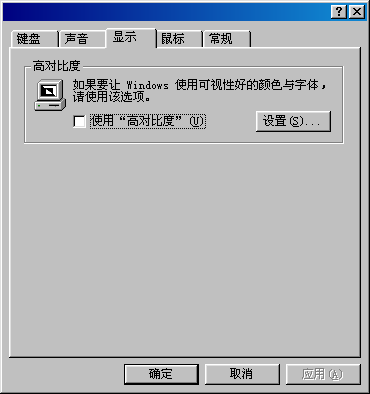 键盘 声音 显示 鼠标 常规
高对比度
如果要让 Windows 使用可视性好的颜色与字体，
请使用该选项。
使用“高对比度”(U) 设置(S)...
确定 取消 应用(A)